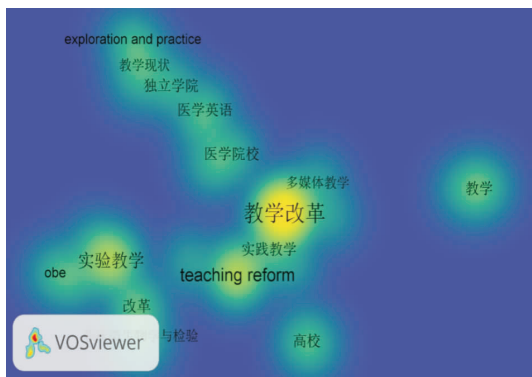 exploration and practice
教学现状
独立学院
医学英语
医学院校
多媒体教学
教学
教学改革
实践教学
实验教学
obe
teaching reform
改革
与检验
高校
VOSviewer